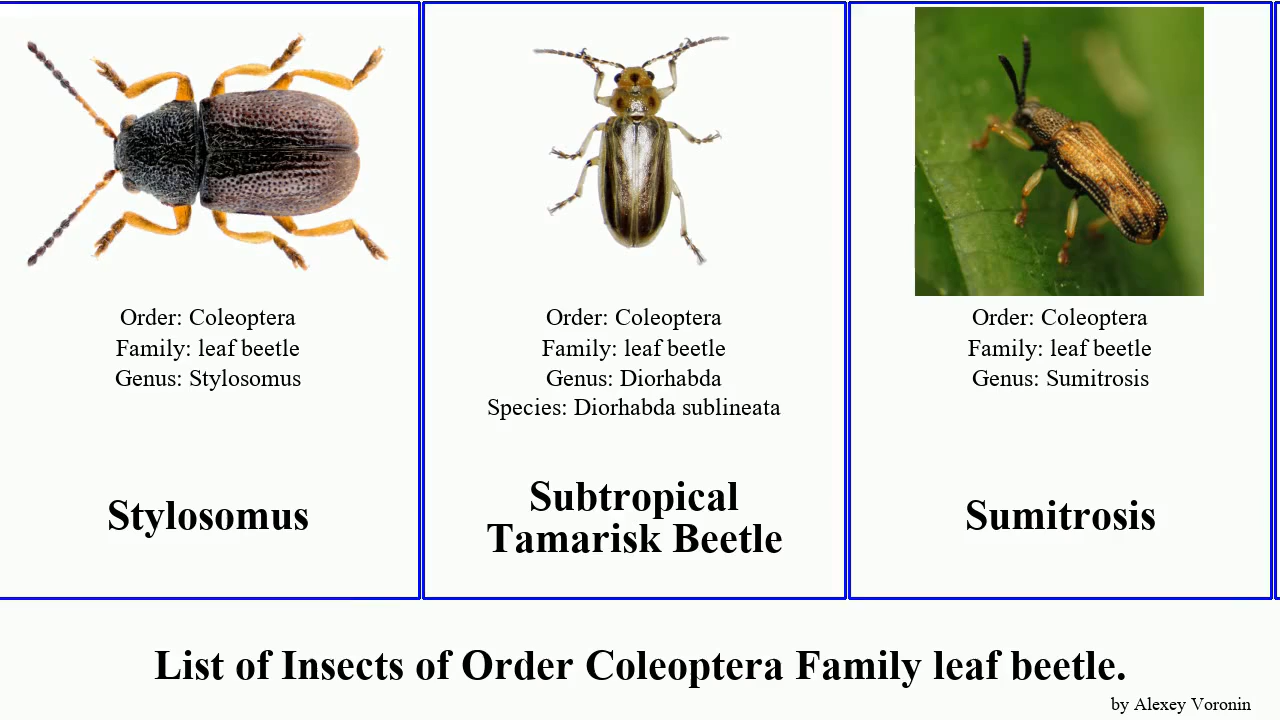 Order: Coleoptera
Family: leaf beetle
Genus: Stylosomus
Stylosomus
Order: Coleoptera
Family: leaf beetle
Genus: Diorhabda
Species: Diorhabda sublineata
Subtropical
Tamarisk Beetle
Order: Coleoptera
Family: leaf beetle
Genus: Sumitrosis
Sumitrosis
List of Insects of Order Coleoptera Family leaf beetle.
by Alexey Voronin